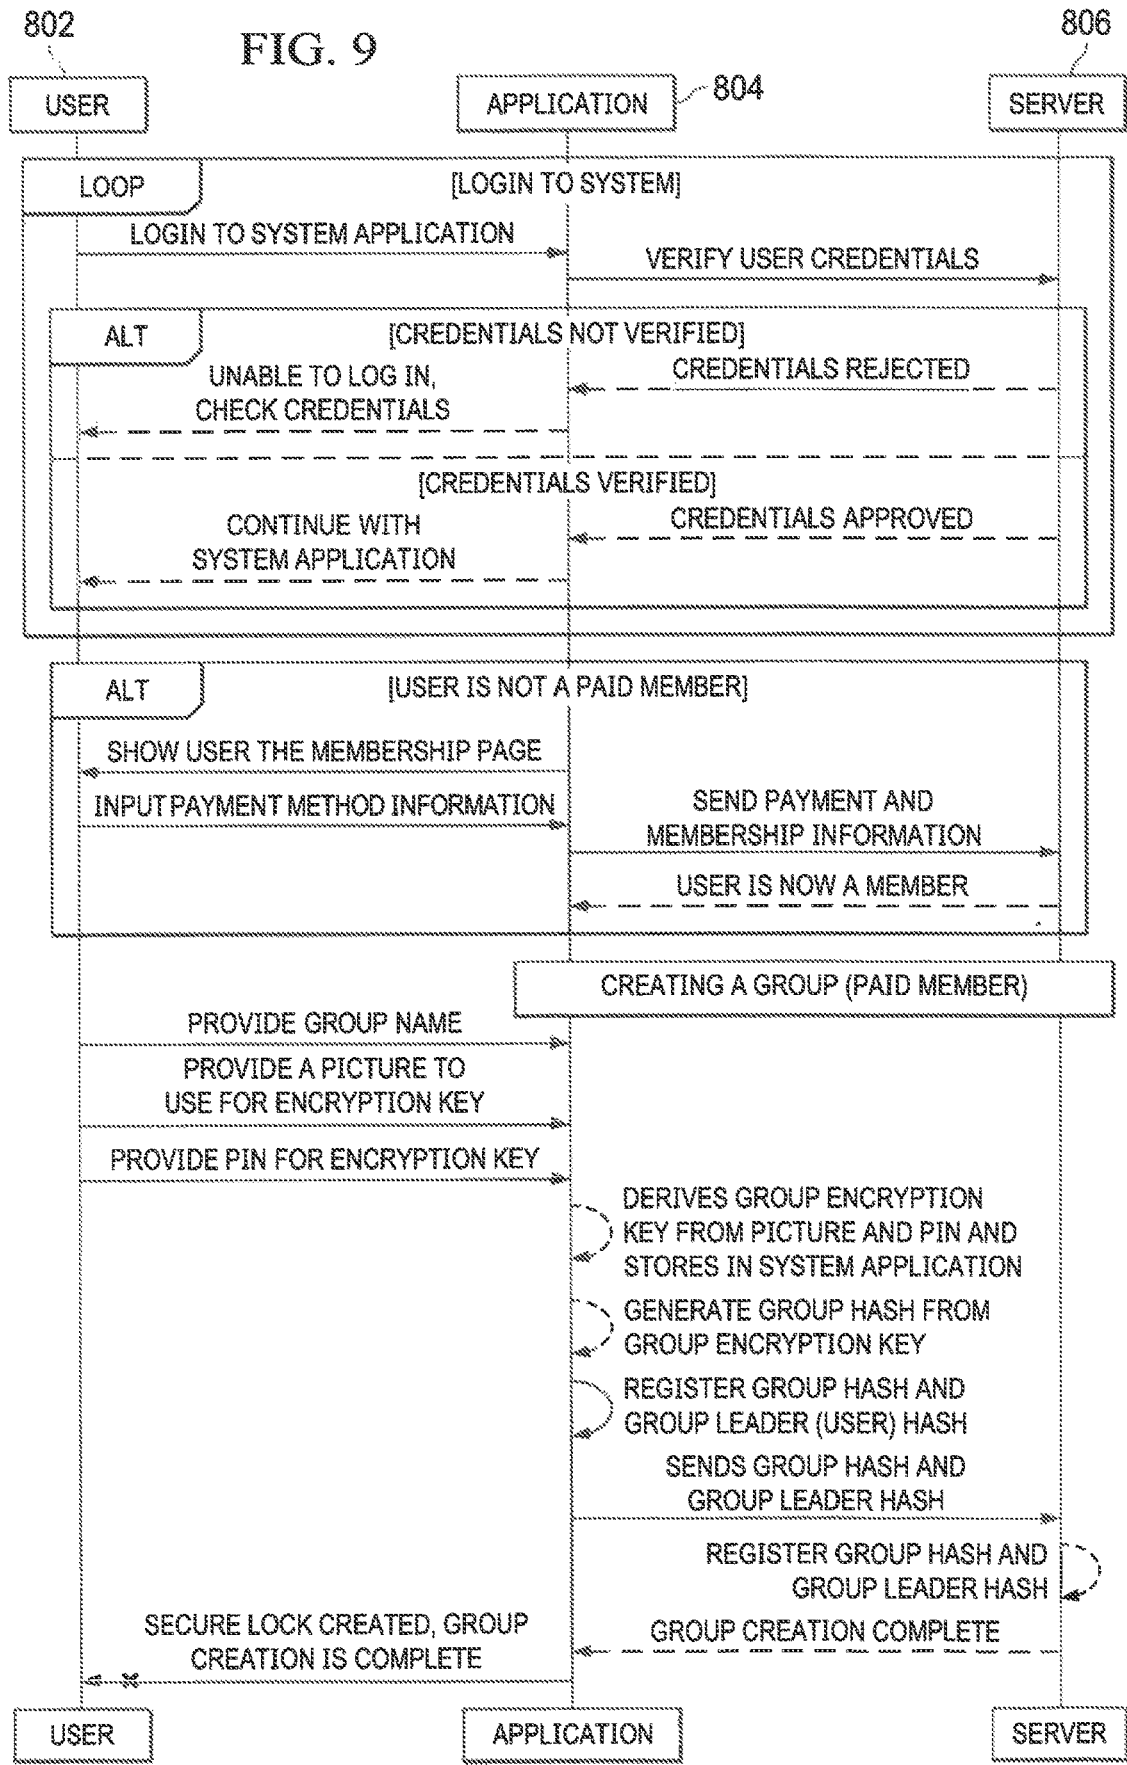 802
FIG. 9
806
USER
APPLICATION
804
SERVER
LOOP
[LOGIN TO SYSTEM]
LOGIN TO SYSTEM APPLICATION
VERIFY USER CREDENTIALS
ALT
[CREDENTIALS NOT VERIFIED]
UNABLE TO LOG IN,
CHECK CREDENTIALS
CREDENTIALS REJECTED
[CREDENTIALS VERIFIED]
CONTINUE WITH
SYSTEM APPLICATION
CREDENTIALS APPROVED
ALT
[USER IS NOT A PAID MEMBER]
SHOW USER THE MEMBERSHIP PAGE
INPUT PAYMENT METHOD INFORMATION
SEND PAYMENT AND
MEMBERSHIP INFORMATION
USER IS NOW A MEMBER
CREATING A GROUP (PAID MEMBER)
PROVIDE GROUP NAME
PROVIDE A PICTURE TO
USE FOR ENCRYPTION KEY
PROVIDE PIN FOR ENCRYPTION KEY
DERIVES GROUP ENCRYPTION
KEY FROM PICTURE AND PIN AND
STORES IN SYSTEM APPLICATION
GENERATE GROUP HASH FROM
GROUP ENCRYPTION KEY
REGISTER GROUP HASH AND
GROUP LEADER (USER) HASH
SENDS GROUP HASH AND
GROUP LEADER HASH
REGISTER GROUP HASH AND
GROUP LEADER HASH
SECURE LOCK CREATED, GROUP
CREATION IS COMPLETE
GROUP CREATION COMPLETE
USER
APPLICATION
SERVER